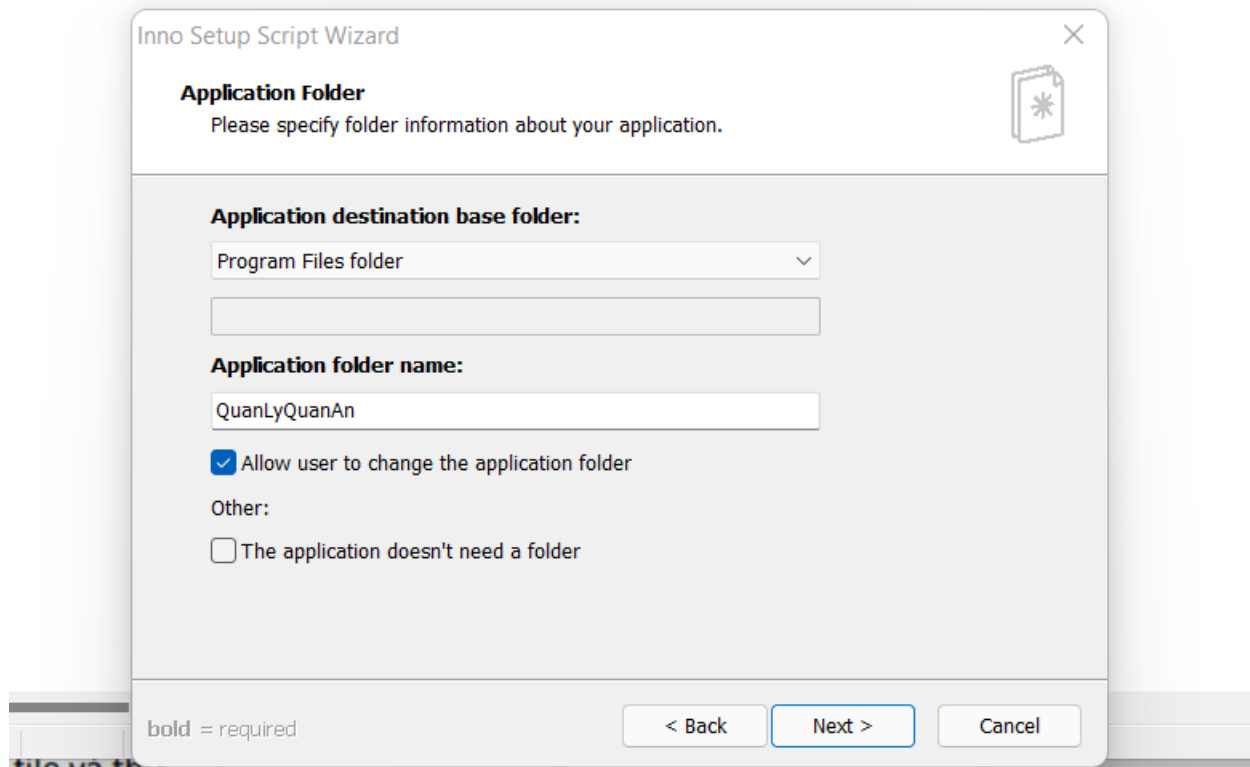 Inno Setup Script Wizard
Application Folder
Please specify folder information about your application.
Application destination base folder:
Program Files folder
Application folder name:
QuanLyQuanAn
Allow user to change the application folder
Other:
The application doesn't need a folder
bold = required
< Back
Next >
Cancel